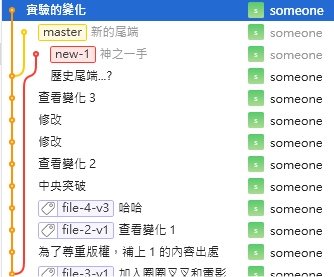 實驗的變化 s someone
master 新的尾端 s someone
new-1 神之一手 s someone
歷史尾端...? s someone
查看變化 3 s someone
修改 s someone
修改 s someone
查看變化 2 s someone
中央突破 s someone
file-4-v3 哈哈 s someone
file-2-v1 查看變化 1 s someone
為了尊重版權，補上 1 的內容出處 s someone
file-3-v1 加入圈圈叉叉和電影 s someone